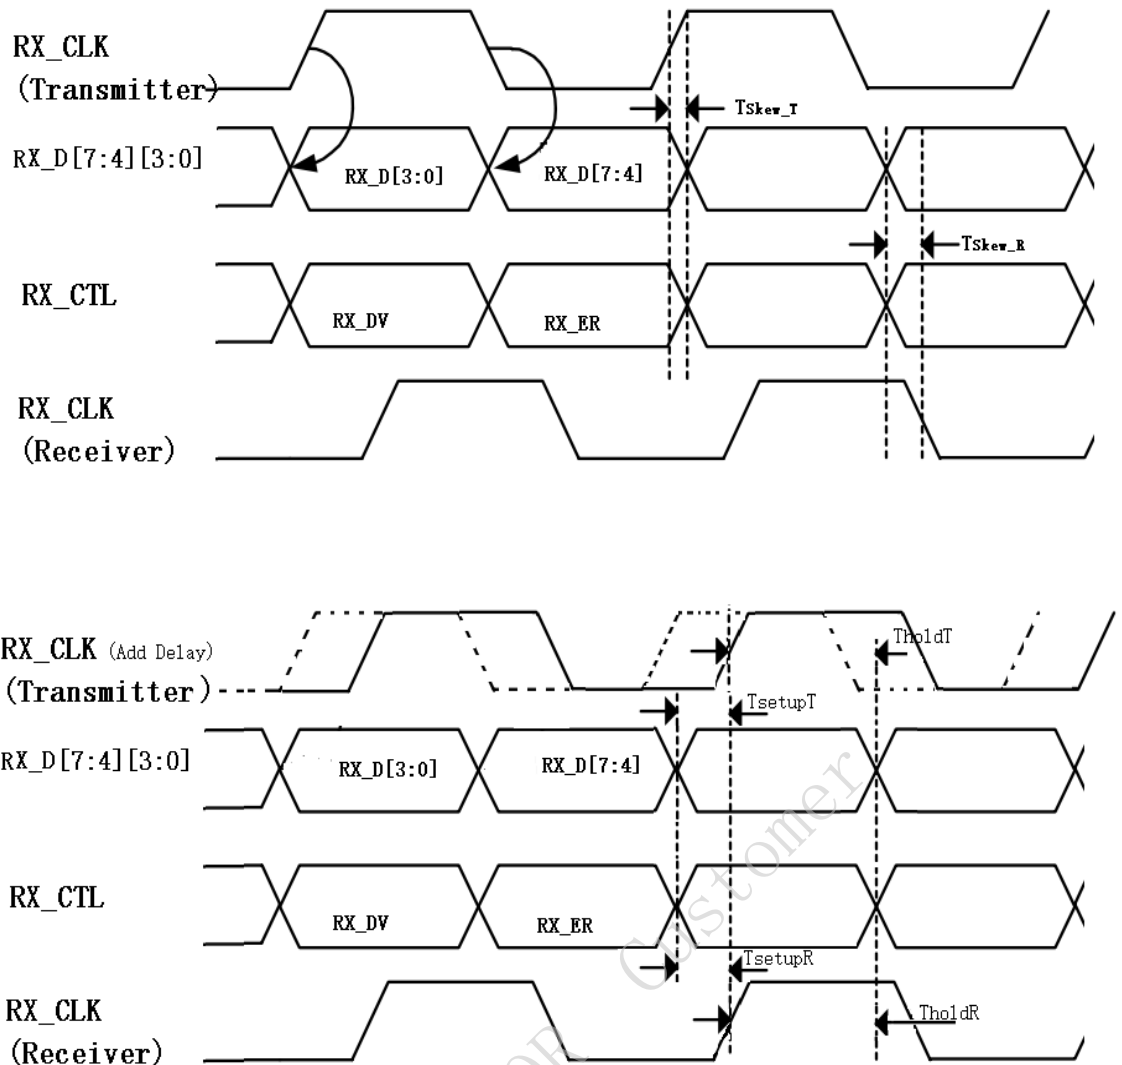 RX_CLK
(Transmitter)
TSkew_T
RX_D[7:4][3:0]
RX_D[3:0]
RX_D[7:4]
TSkew_R
RX_CTL
RX_DV
RX_ER
RX_CLK
(Receiver)
RX_CLK (Add Delay)
(Transmitter)
TholdT
TsetupT
RX_D[7:4][3:0]
RX_D[3:0]
RX_D[7:4]
RX_CTL
RX_DV
RX_ER
Customer
TsetupR
RX_CLK
(Receiver)
TholdR
OR